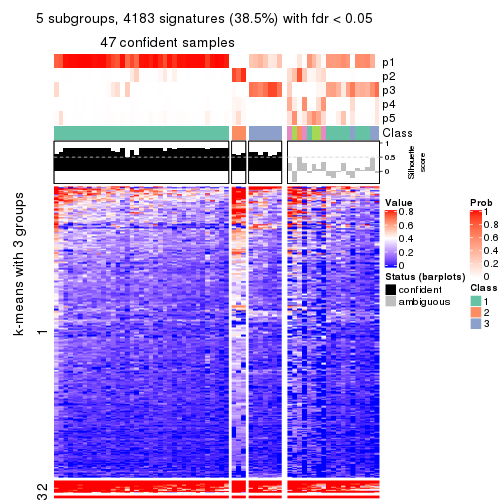 5 subgroups, 4183 signatures (38.5%) with fdr < 0.05
47 confident samples
p1
p2
p3
p4
p5
Class
1
0.5
0
Silhouette
score
k-means with 3 groups
1
2
3
Value
0.8
0.6
0.4
0.2
0
Status (barplots)
confident
ambiguous
Prob
1
0.8
0.6
0.4
0.2
0
Class
1
2
3